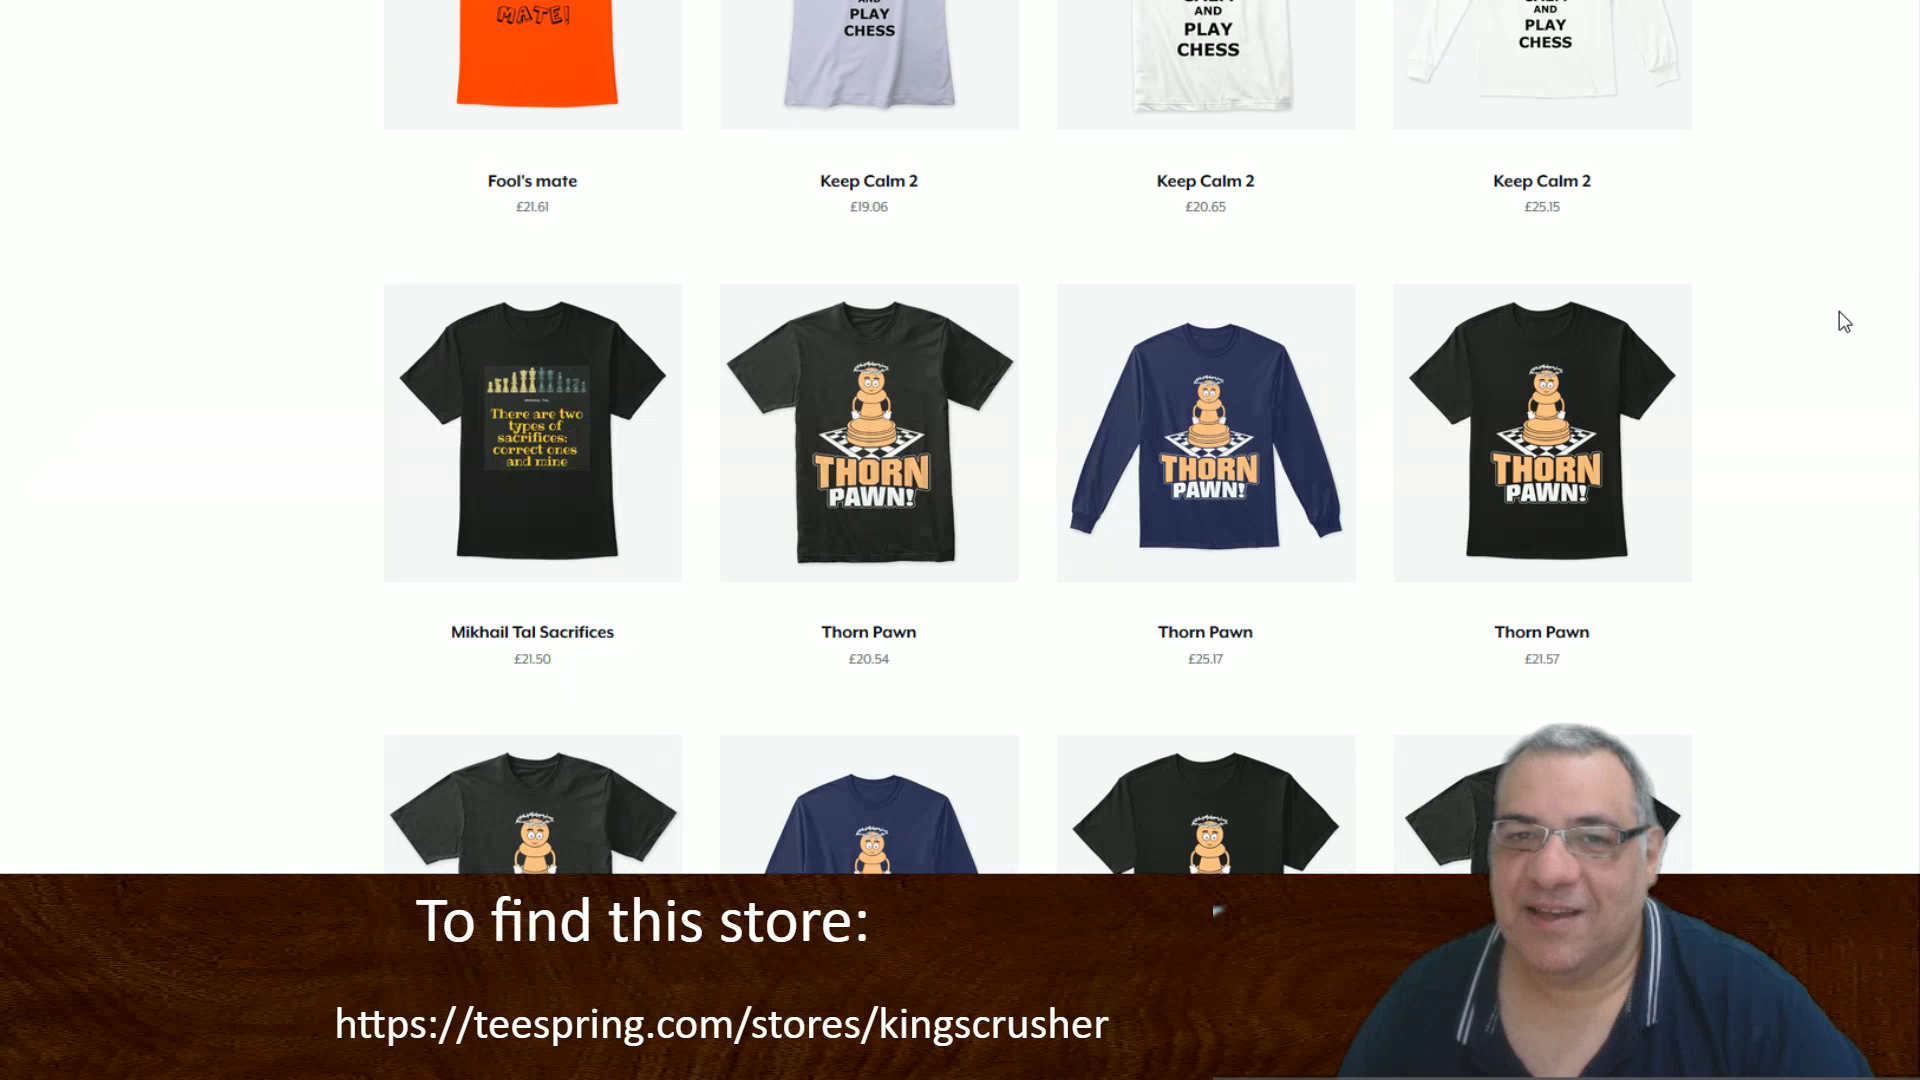 MATE!
AND
PLAY
CHESS
AND
PLAY
CHESS
AND
PLAY
CHESS
Fool's mate
£21.61
Keep Calm 2
£19.06
Keep Calm 2
£20.65
Keep Calm 2
£25.15
MIKHAIL TAL
There are two
types of
sacrifices:
correct ones
and mine
THORN
PAWN!
THORN
PAWN!
THORN
PAWN!
Mikhail Tal Sacrifices
£21.50
Thorn Pawn
£20.54
Thorn Pawn
£25.17
Thorn Pawn
£21.57
To find this store:
https://teespring.com/stores/kingscrusher